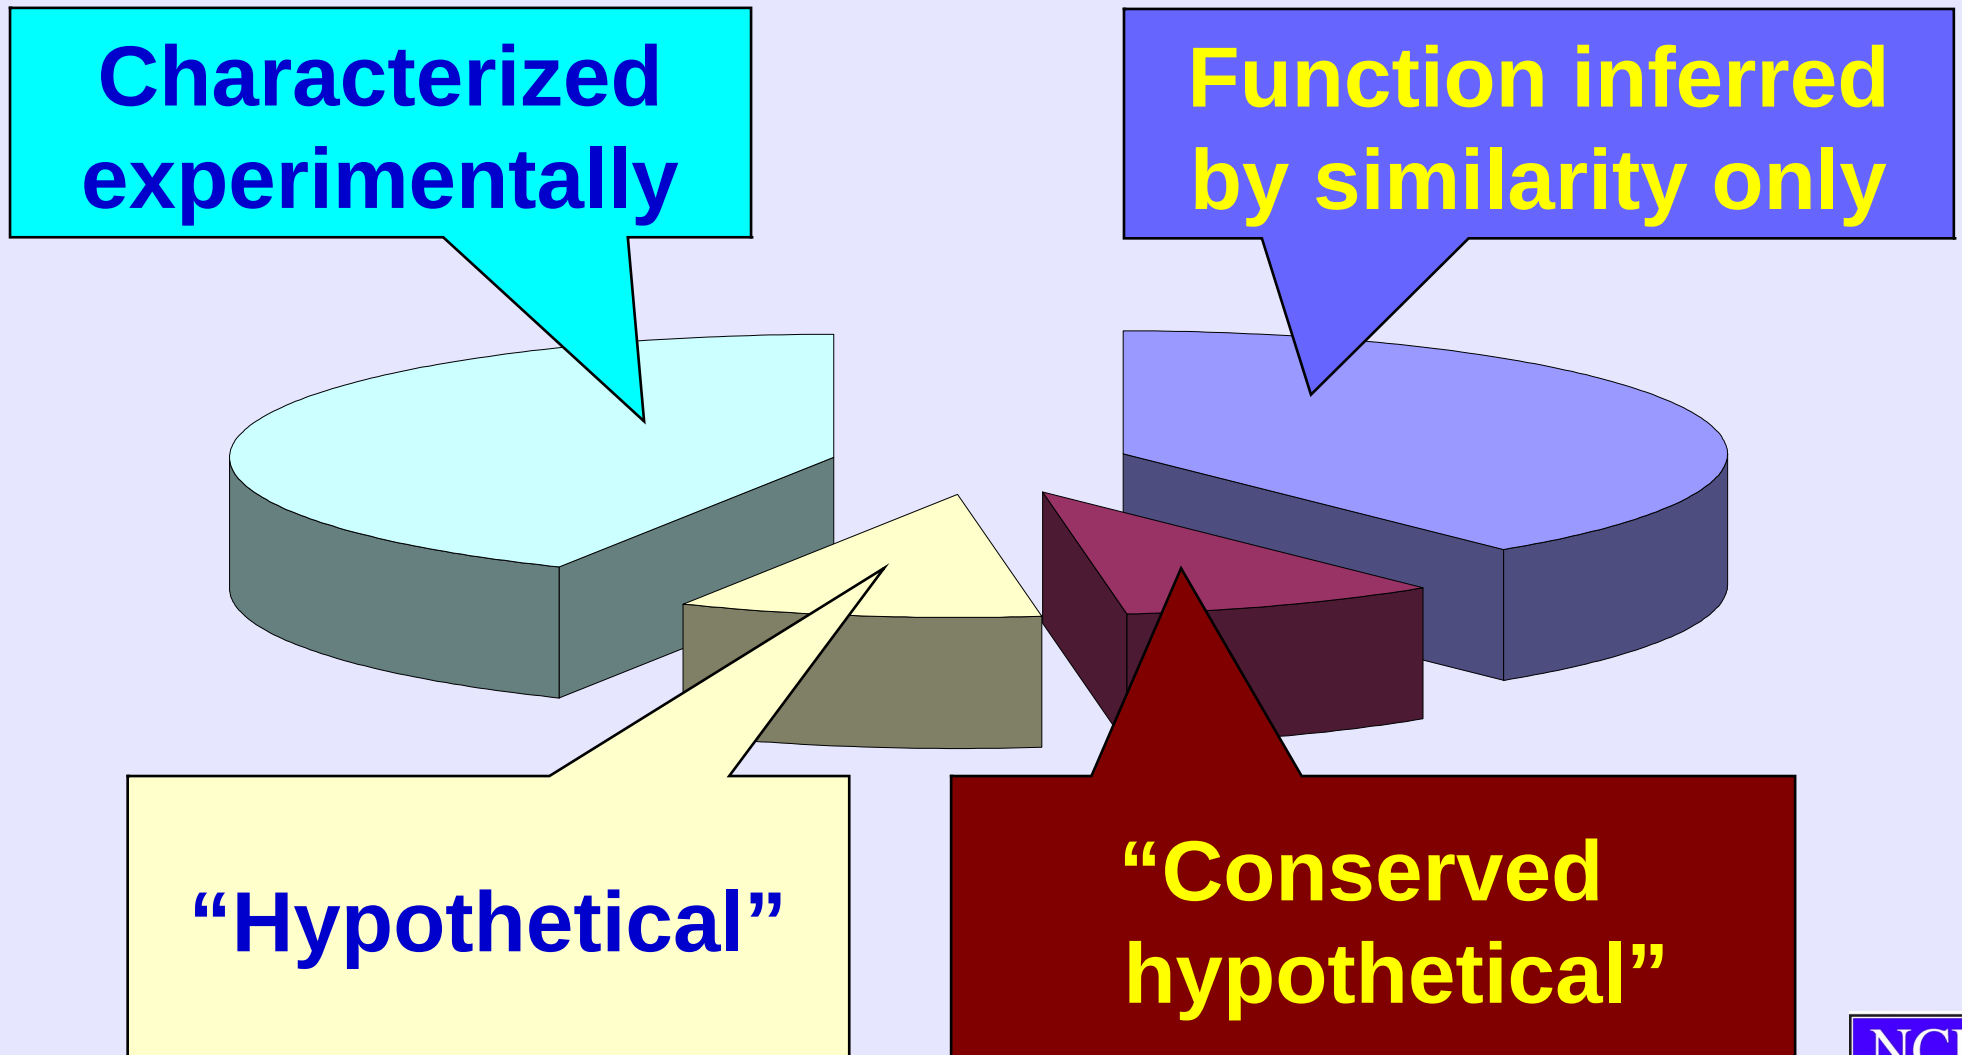 Characterized
experimentally
Function inferred
by similarity only
“Hypothetical”
“Conserved
hypothetical”